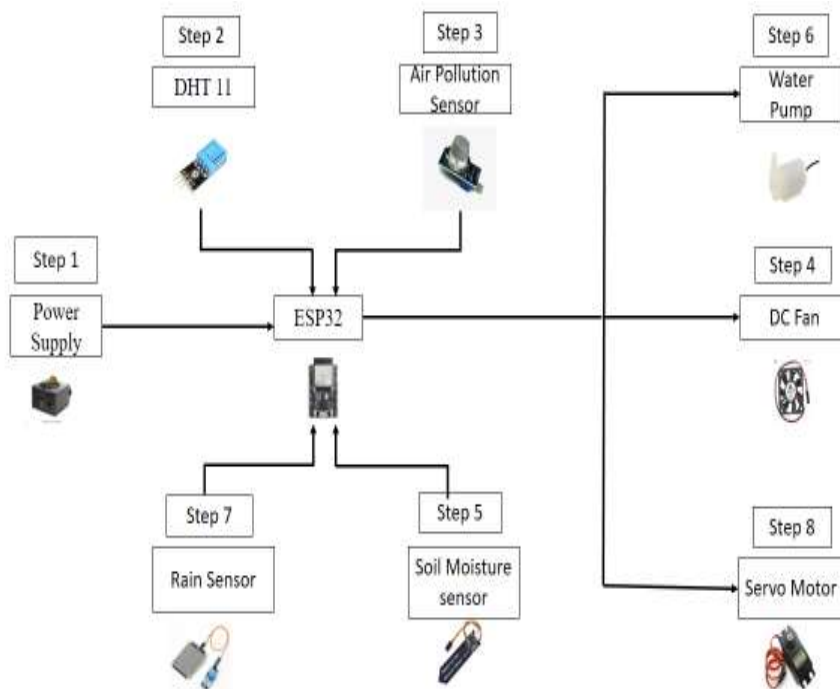 Step 2
DHT 11
Step 3
Air Pollution
Sensor
Step 6
Water
Pump
Step 1
Power
Supply
ESP32
Step 4
DC Fan
Step 7
Rain Sensor
Step 5
Soil Moisture
sensor
Step 8
Servo Motor